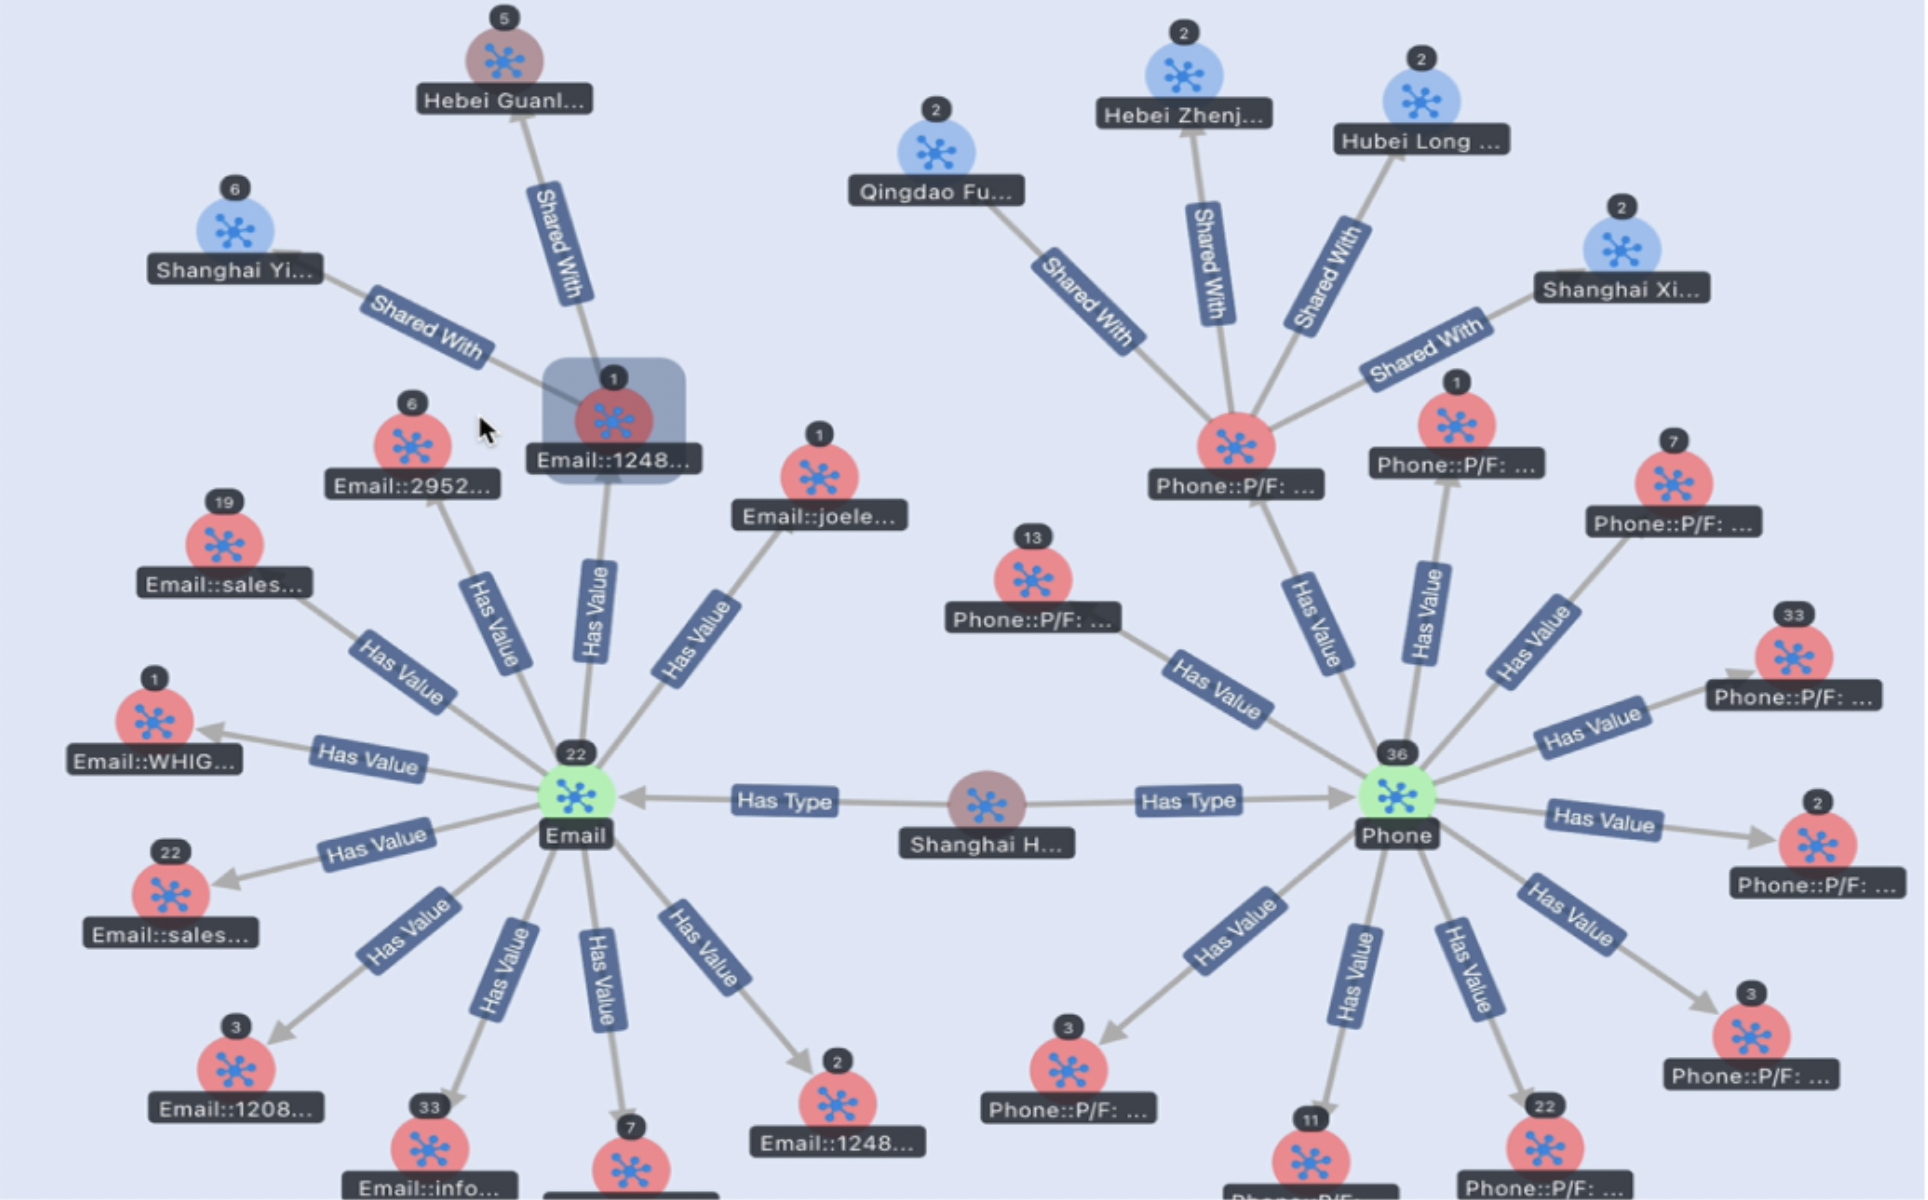 5
Hebei Guanl...
2
Hebei Zhenj...
2
Hubei Long ...
2
Qingdao Fu...
6
Shanghai Yi...
2
Shanghai Xi...
Shared With
Shared With
Shared With
Shared With
Shared With
Shared With
1
Email::1248...
6
Email::2952...
1
Email::joele...
19
Email::sales...
1
Email::WHIG...
22
Email::sales...
3
Email::1208...
33
Email::info...
7
2
Email::1248...
Has Value
Has Value
Has Value
Has Value
Has Value
Has Value
Has Value
Has Value
Has Value
Has Value
22
Email
Has Type
Shanghai H...
Has Type
36
Phone
Phone::P/F: ...
1
Phone::P/F: ...
7
Phone::P/F: ...
13
Phone::P/F: ...
33
Phone::P/F: ...
2
Phone::P/F: ...
3
Phone::P/F: ...
22
Phone::P/F: ...
11
Phone::P/F: ...
3
Phone::P/F: ...
Has Value
Has Value
Has Value
Has Value
Has Value
Has Value
Has Value
Has Value
Has Value
Has Value